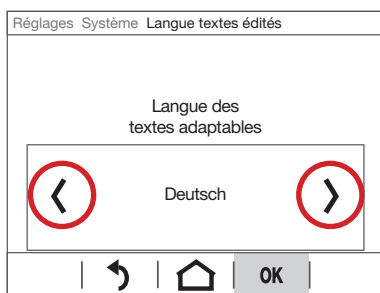 Réglages Système Langue textes édités
Langue des
textes adaptables
Deutsch
OK